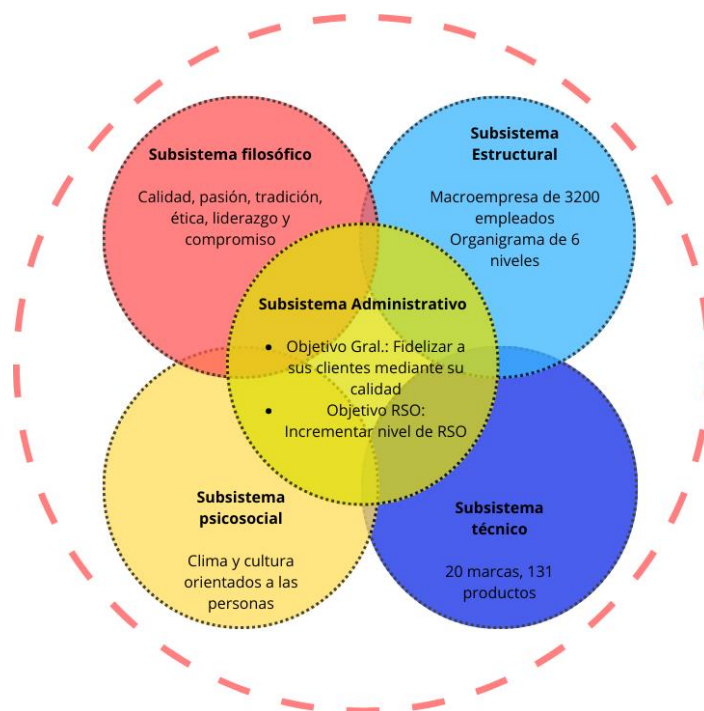 Subsistema filosófico
Calidad, pasión, tradición,
ética, liderazgo y
compromiso
Subsistema
Estructural
Macroempresa de 3200
empleados
Organigrama de 6
niveles
Subsistema Administrativo
• Objetivo Gral.: Fidelizar a
sus clientes mediante su
calidad
• Objetivo RSO:
Incrementar nivel de RSO
Subsistema
psicosocial
Clima y cultura
orientados a las
personas
Subsistema
técnico
20 marcas, 131
productos